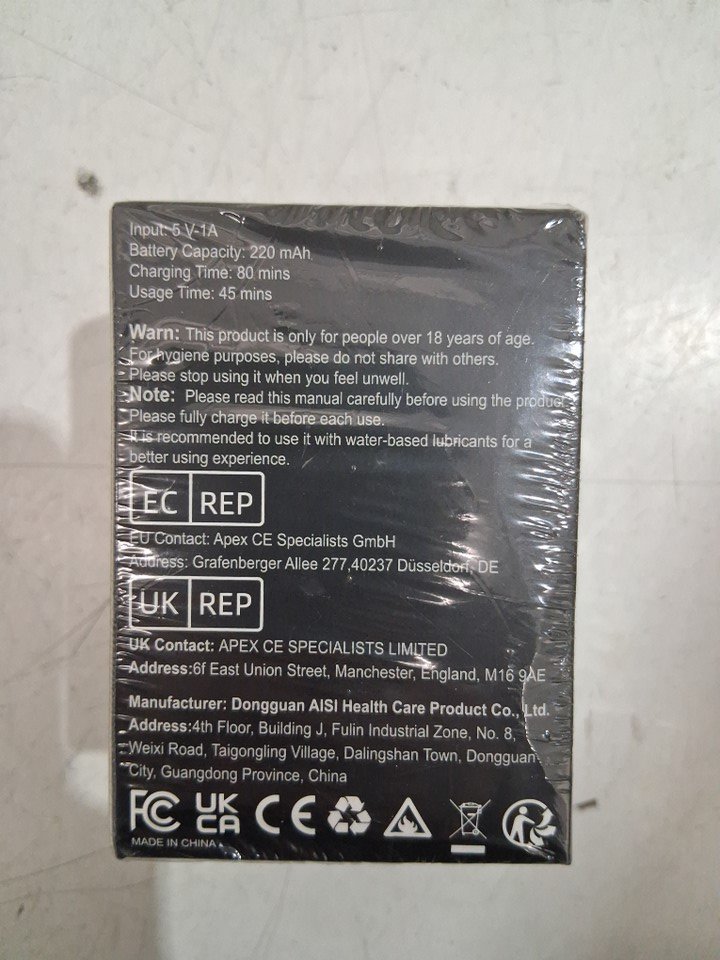 Input: 5 V-1A
Battery Capacity: 220 mAh
Charging Time: 80 mins
Usage Time: 45 mins
Warn: This product is only for people over 18 years of age.
For hygiene purposes, please do not share with others.
Please stop using it when you feel unwell.
Note: Please read this manual carefully before using the product.
Please fully charge it before each use.
It is recommended to use it with water-based lubricants for a
better using experience.
EC REP
EU Contact: Apex CE Specialists GmbH
Address: Grafenberger Allee 277,40237 Düsseldorf, DE
UK REP
UK Contact: APEX CE SPECIALISTS LIMITED
Address:6f East Union Street, Manchester, England, M16 9AE
Manufacturer: Dongguan AISI Health Care Product Co., Ltd.
Address:4th Floor, Building J, Fulin Industrial Zone, No. 8,
Weixi Road, Taigongling Village, Dalingshan Town, Dongguan
City, Guangdong Province, China
FC UK CA CE
MADE IN CHINA